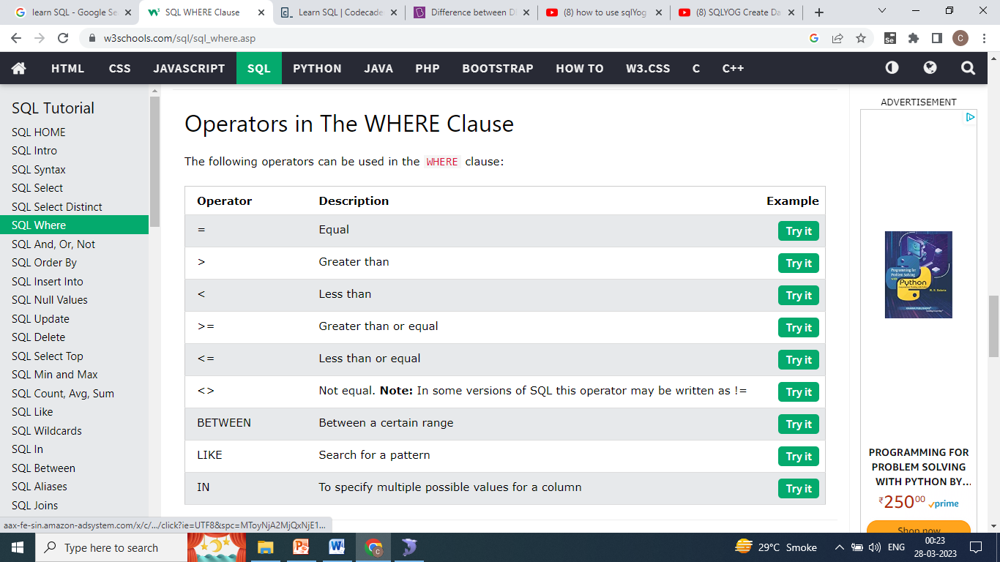 learn SQL - Google Se
SQL WHERE Clause
Learn SQL | Codecade
Difference between D
(8) how to use sqlYog
(8) SQLYOG Create Da
w3schools.com/sql/sql_where.asp
Se
C
HTML CSS JAVASCRIPT SQL PYTHON JAVA PHP BOOTSTRAP HOW TO W3.CSS C C++
SQL Tutorial
SQL HOME
SQL Intro
SQL Syntax
SQL Select
SQL Select Distinct
SQL Where
SQL And, Or, Not
SQL Order By
SQL Insert Into
SQL Null Values
SQL Update
SQL Delete
SQL Select Top
SQL Min and Max
SQL Count, Avg, Sum
SQL Like
SQL Wildcards
SQL In
SQL Between
SQL Aliases
SQL Joins
Operators in The WHERE Clause
The following operators can be used in the WHERE clause:
Operator Description Example
= Equal Try it
> Greater than Try it
< Less than Try it
>= Greater than or equal Try it
<= Less than or equal Try it
<> Not equal. Note: In some versions of SQL this operator may be written as != Try it
BETWEEN Between a certain range Try it
LIKE Search for a pattern Try it
IN To specify multiple possible values for a column Try it
ADVERTISEMENT
Programming for
Problem Solving
Python
PROGRAMMING FOR
PROBLEM SOLVING
WITH PYTHON BY...
₹250⁰⁰ prime
Shop now
aax-fe-sin.amazon-adsystem.com/x/c/.../click?ie=UTF8&spc=MToyNjA2MjQxNjE1...
Type here to search
29°C Smoke
ENG
00:23
28-03-2023